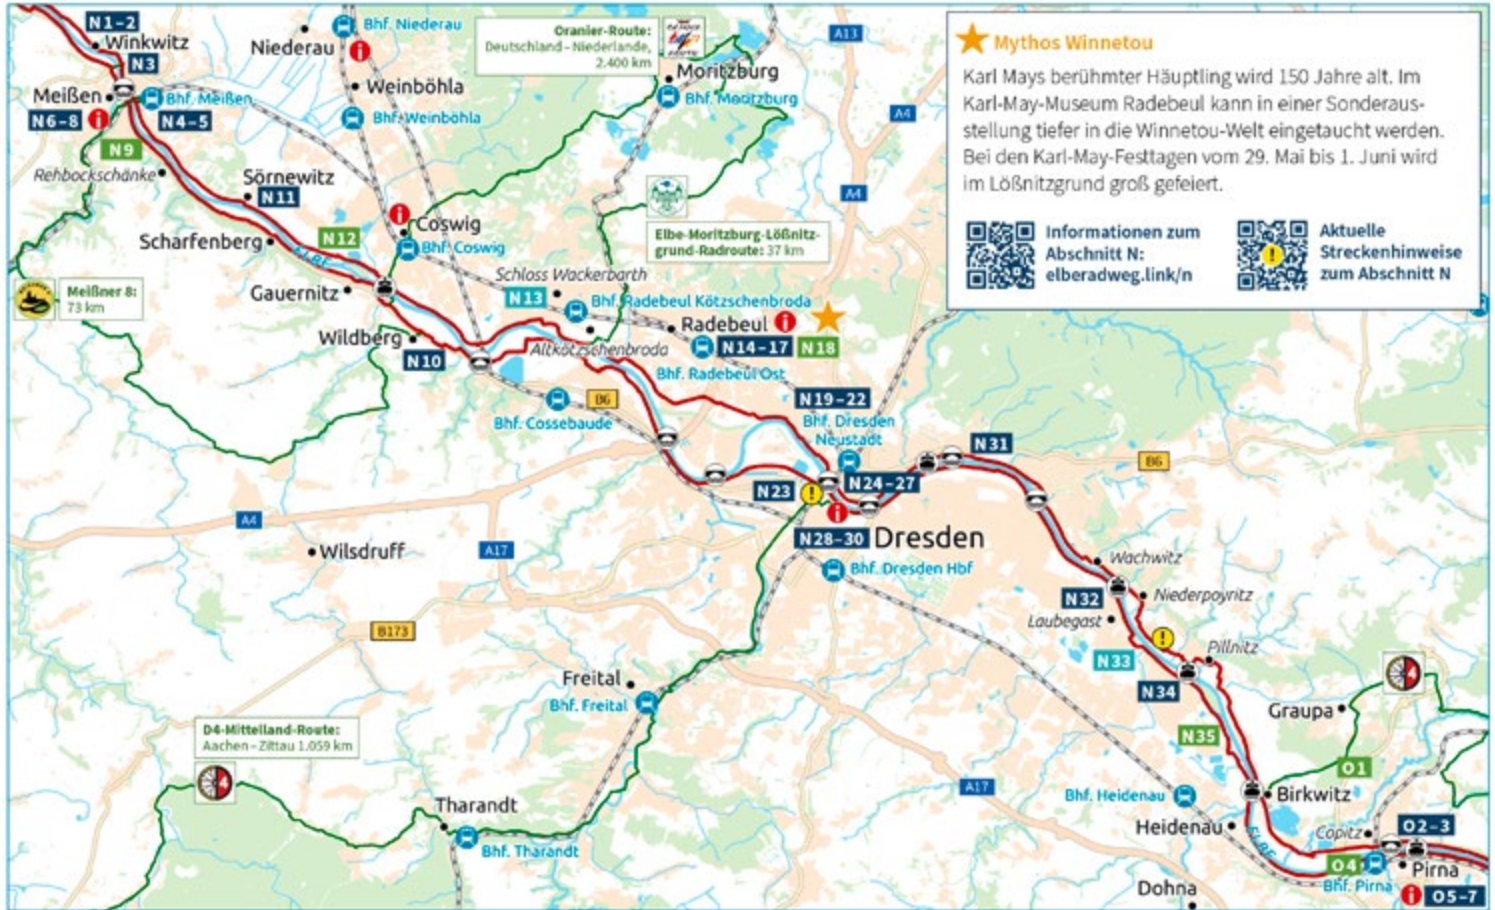 N1–2
Winkwitz
N3
Meißen
Bhf. Meißen
N6–8
N4–5
N9
Rehbockschänke
Sörnewitz
N11
Scharfenberg
N12
ELBE
Gauernitz
Meißner 8:
73 km
Wildberg
N10
Niederau
Bhf. Niederau
Weinböhla
Bhf. Weinböhla
Coswig
Bhf. Coswig
Oranier-Route:
Deutschland – Niederlande,
2.400 km
Moritzburg
Bhf. Moritzburg
A13
A4
A4
Elbe-Moritzburg-Lößnitz-
grund-Radroute: 37 km
Schloss Wackerbarth
N13
Bhf. Radebeul Kötzschenbroda
Radebeul
N14–17
N18
Altkötzschenbroda
Bhf. Radebeul Ost
Mythos Winnetou
Karl Mays berühmter Häuptling wird 150 Jahre alt. Im
Karl-May-Museum Radebeul kann in einer Sonderaus-
stellung tiefer in die Winnetou-Welt eingetaucht werden.
Bei den Karl-May-Festtagen vom 29. Mai bis 1. Juni wird
im Lößnitzgrund groß gefeiert.
Informationen zum
Abschnitt N:
elberadweg.link/n
!
Aktuelle
Streckenhinweise
zum Abschnitt N
B6
Bhf. Cossebaude
N19–22
Bhf. Dresden
Neustadt
N31
B6
N23
!
N24–27
N28–30
Dresden
Bhf. Dresden Hbf
A4
Wilsdruff
A17
B173
Wachwitz
N32
Niederpoyritz
Laubegast
!
N33
Pillnitz
N34
Freital
Bhf. Freital
D4-Mittelland-Route:
Aachen – Zittau 1.059 km
4
4
Graupa
N35
O1
A17
Bhf. Heidenau
Birkwitz
Tharandt
Bhf. Tharandt
Heidenau
ELBE
Copitz
O2–3
O4
Pirna
Bhf. Pirna
Dohna
O5–7